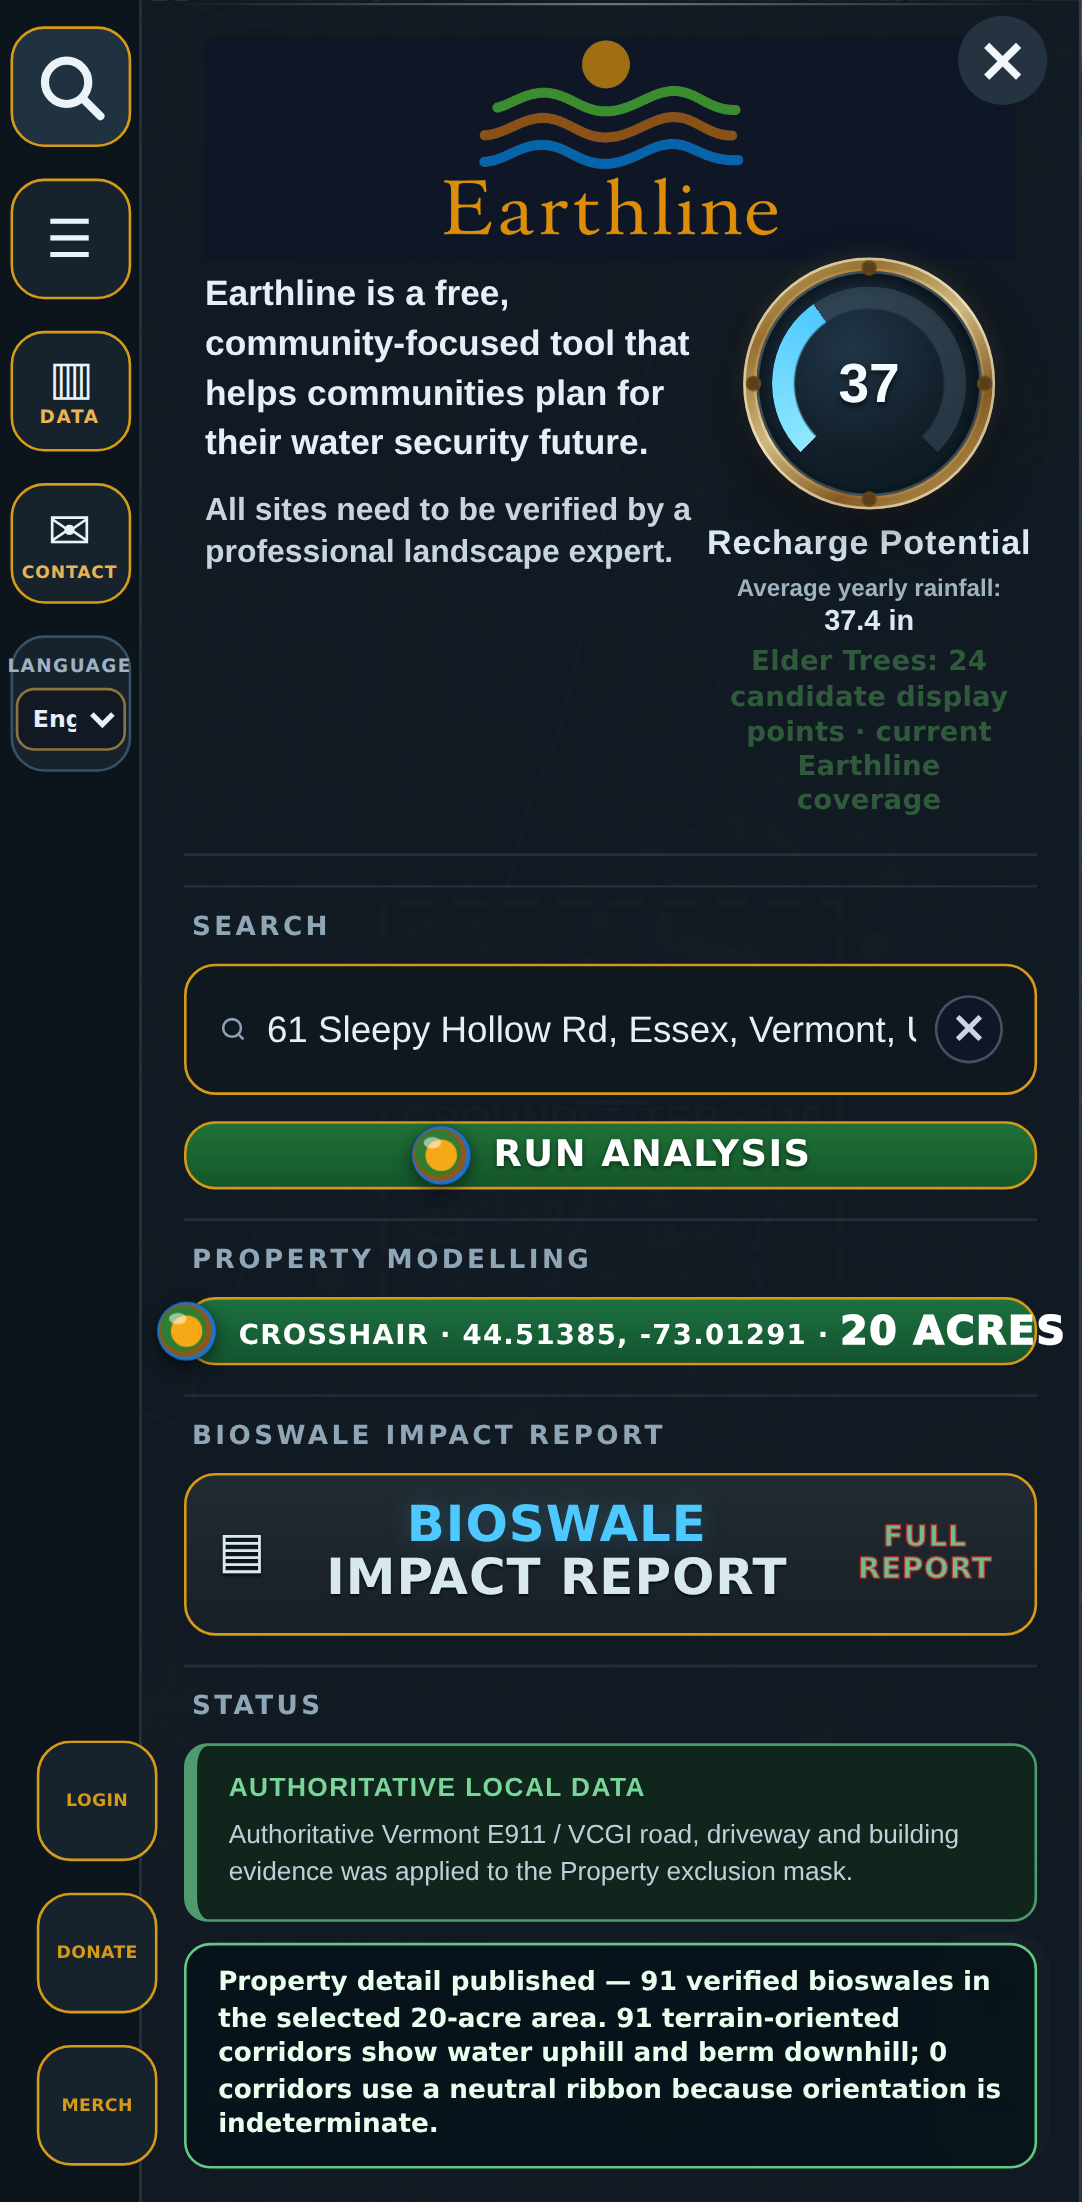 Earthline
Earthline is a free,
community-focused tool that
helps communities plan for
their water security future.
All sites need to be verified by a
professional landscape expert.
37
Recharge Potential
Average yearly rainfall:
37.4 in
Elder Trees: 24
candidate display
points · current
Earthline
coverage
DATA
CONTACT
LANGUAGE
Eng
SEARCH
61 Sleepy Hollow Rd, Essex, Vermont,
RUN ANALYSIS
PROPERTY MODELLING
CROSSHAIR · 44.51385, -73.01291 · 20 ACRES
BIOSWALE IMPACT REPORT
BIOSWALE
IMPACT REPORT
FULL
REPORT
STATUS
AUTHORITATIVE LOCAL DATA
Authoritative Vermont E911 / VCGI road, driveway and building
evidence was applied to the Property exclusion mask.
Property detail published — 91 verified bioswales in
the selected 20-acre area. 91 terrain-oriented
corridors show water uphill and berm downhill; 0
corridors use a neutral ribbon because orientation is
indeterminate.
LOGIN
DONATE
MERCH